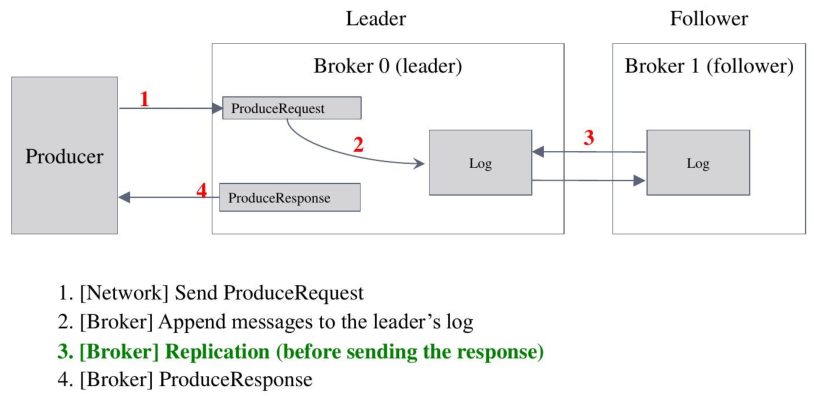 Leader
Follower
Broker 0 (leader)
Broker 1 (follower)
1
ProduceRequest
2
3
Producer
Log
Log
4
ProduceResponse
1. [Network] Send ProduceRequest
2. [Broker] Append messages to the leader’s log
3. [Broker] Replication (before sending the response)
4. [Broker] ProduceResponse